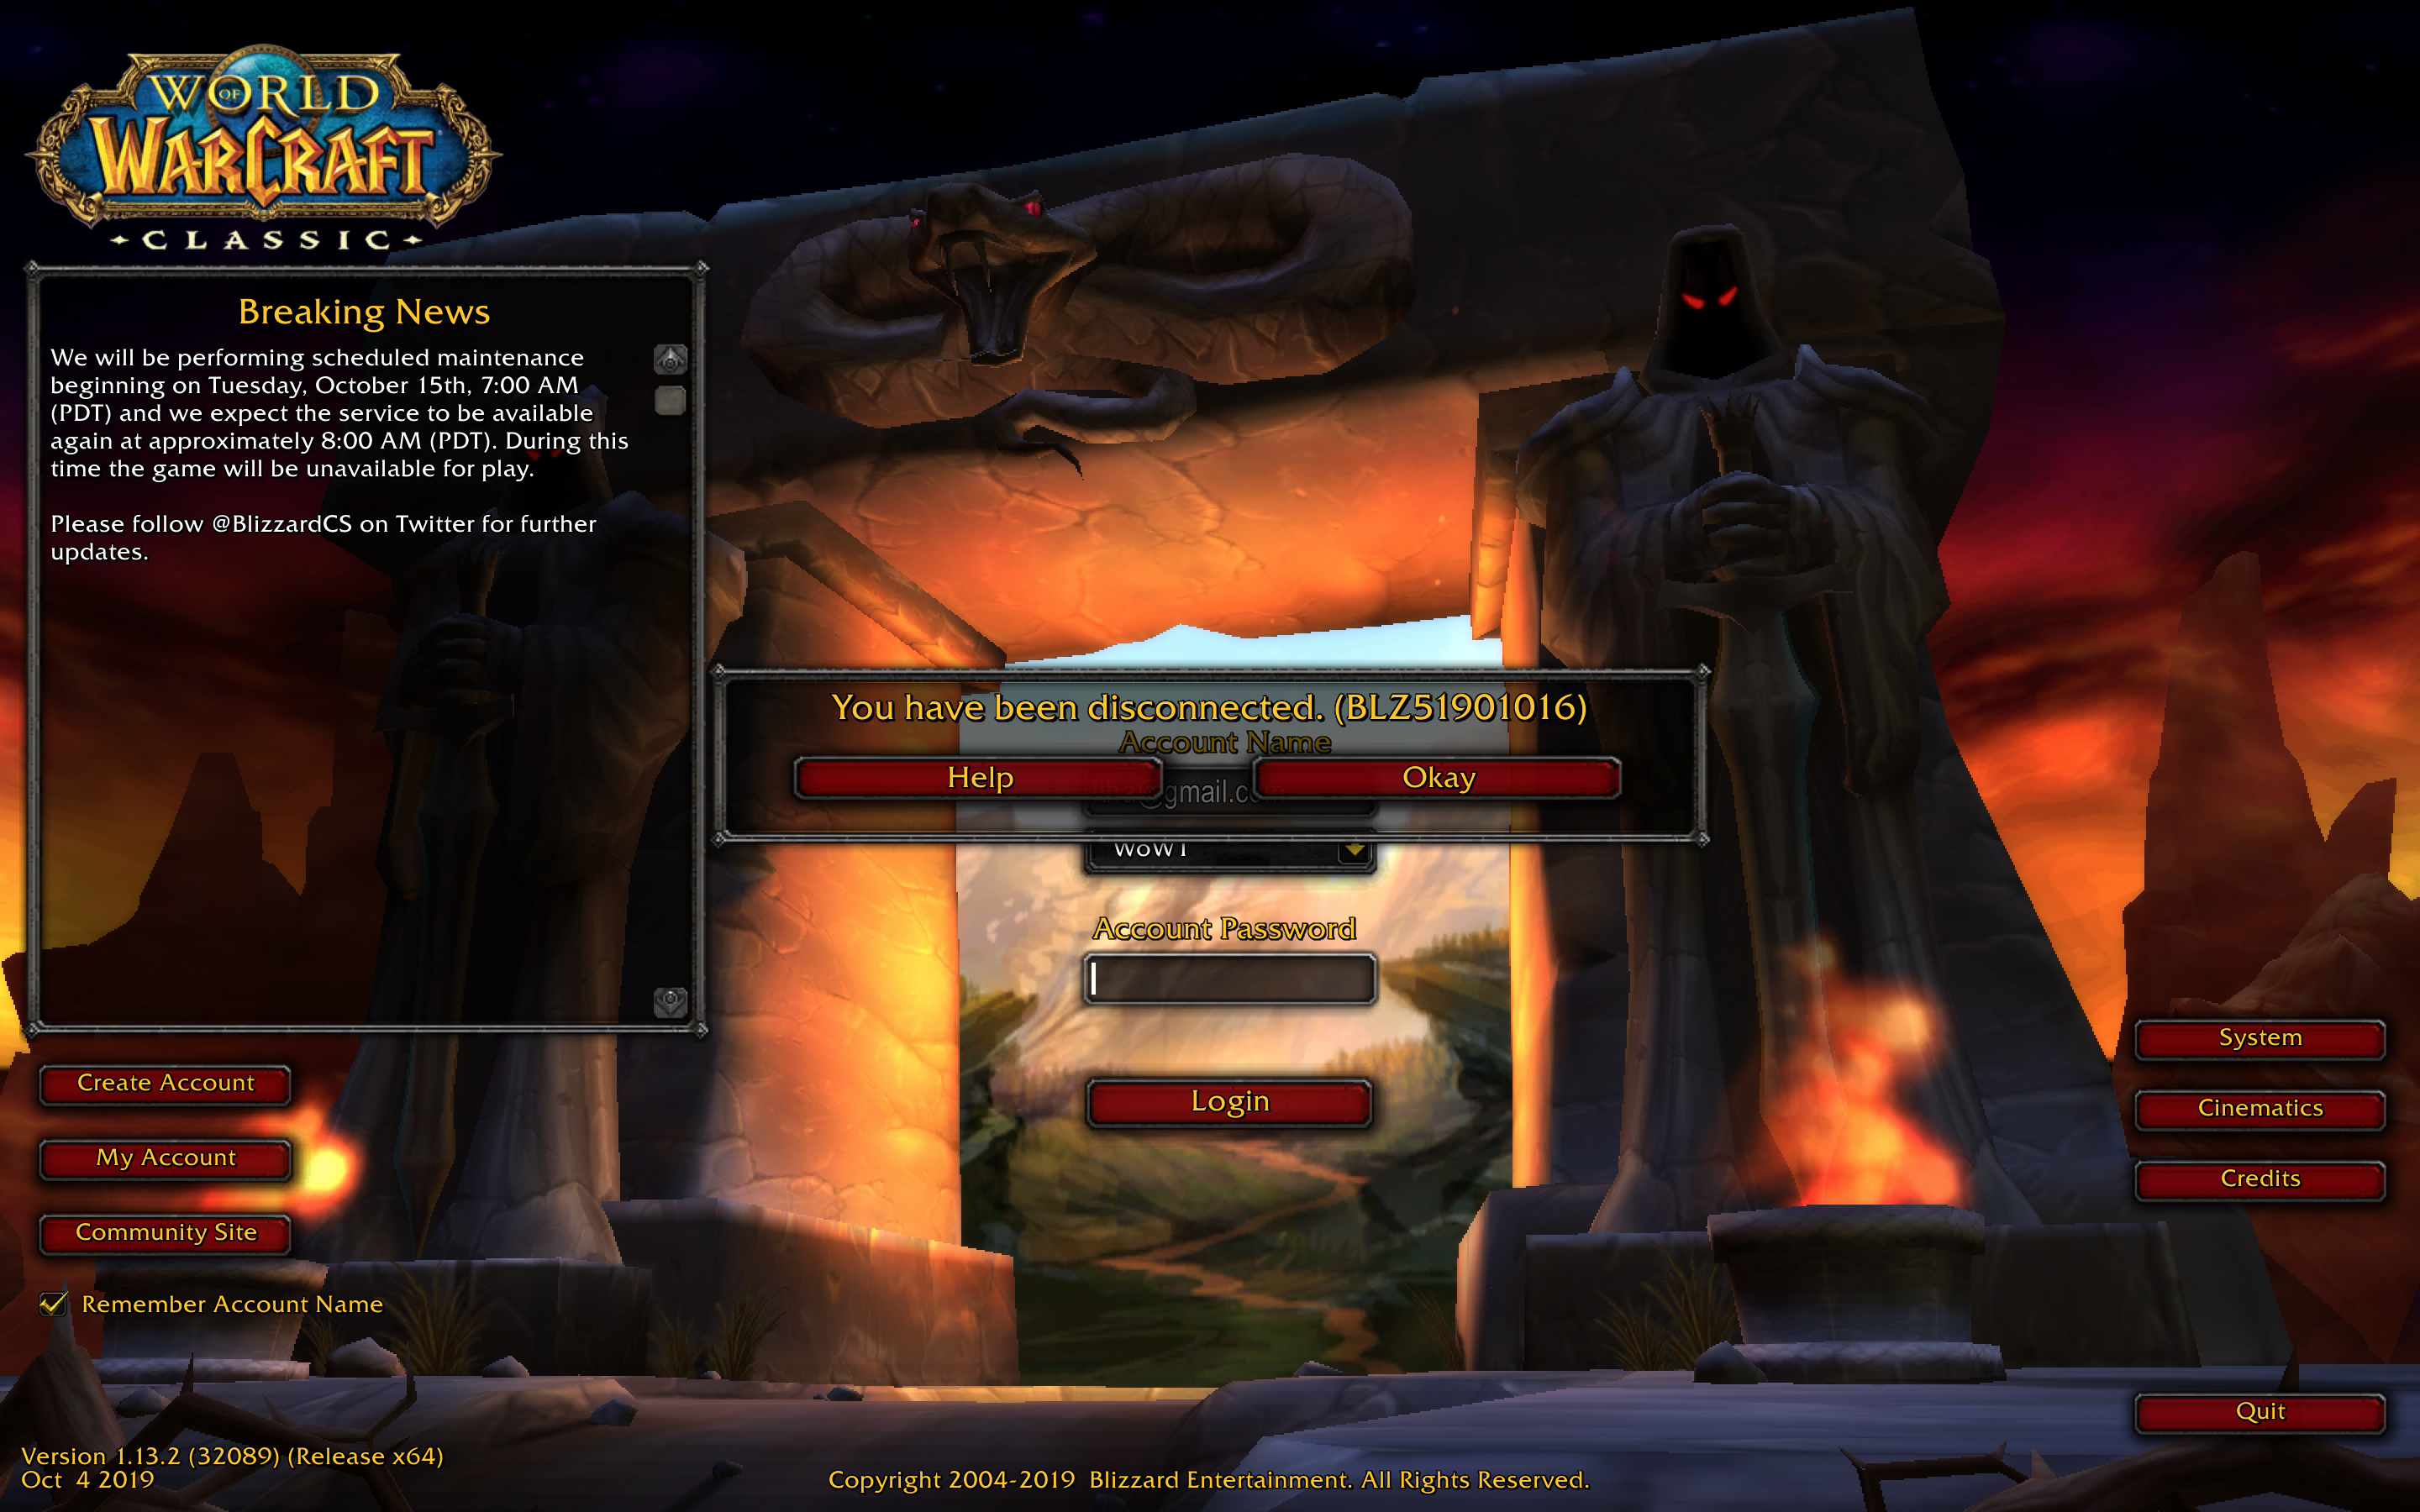 WORLD
OF
WARCRAFT
CLASSIC
Breaking News
We will be performing scheduled maintenance
beginning on Tuesday, October 15th, 7:00 AM
(PDT) and we expect the service to be available
again at approximately 8:00 AM (PDT). During this
time the game will be unavailable for play.
Please follow @BlizzardCS on Twitter for further
updates.
You have been disconnected. (BLZ51901016)
Account Name
Help
Okay
WoW1
Account Password
Login
Create Account
My Account
Community Site
Remember Account Name
System
Cinematics
Credits
Quit
Version 1.13.2 (32089) (Release x64)
Oct 4 2019
Copyright 2004-2019 Blizzard Entertainment. All Rights Reserved.